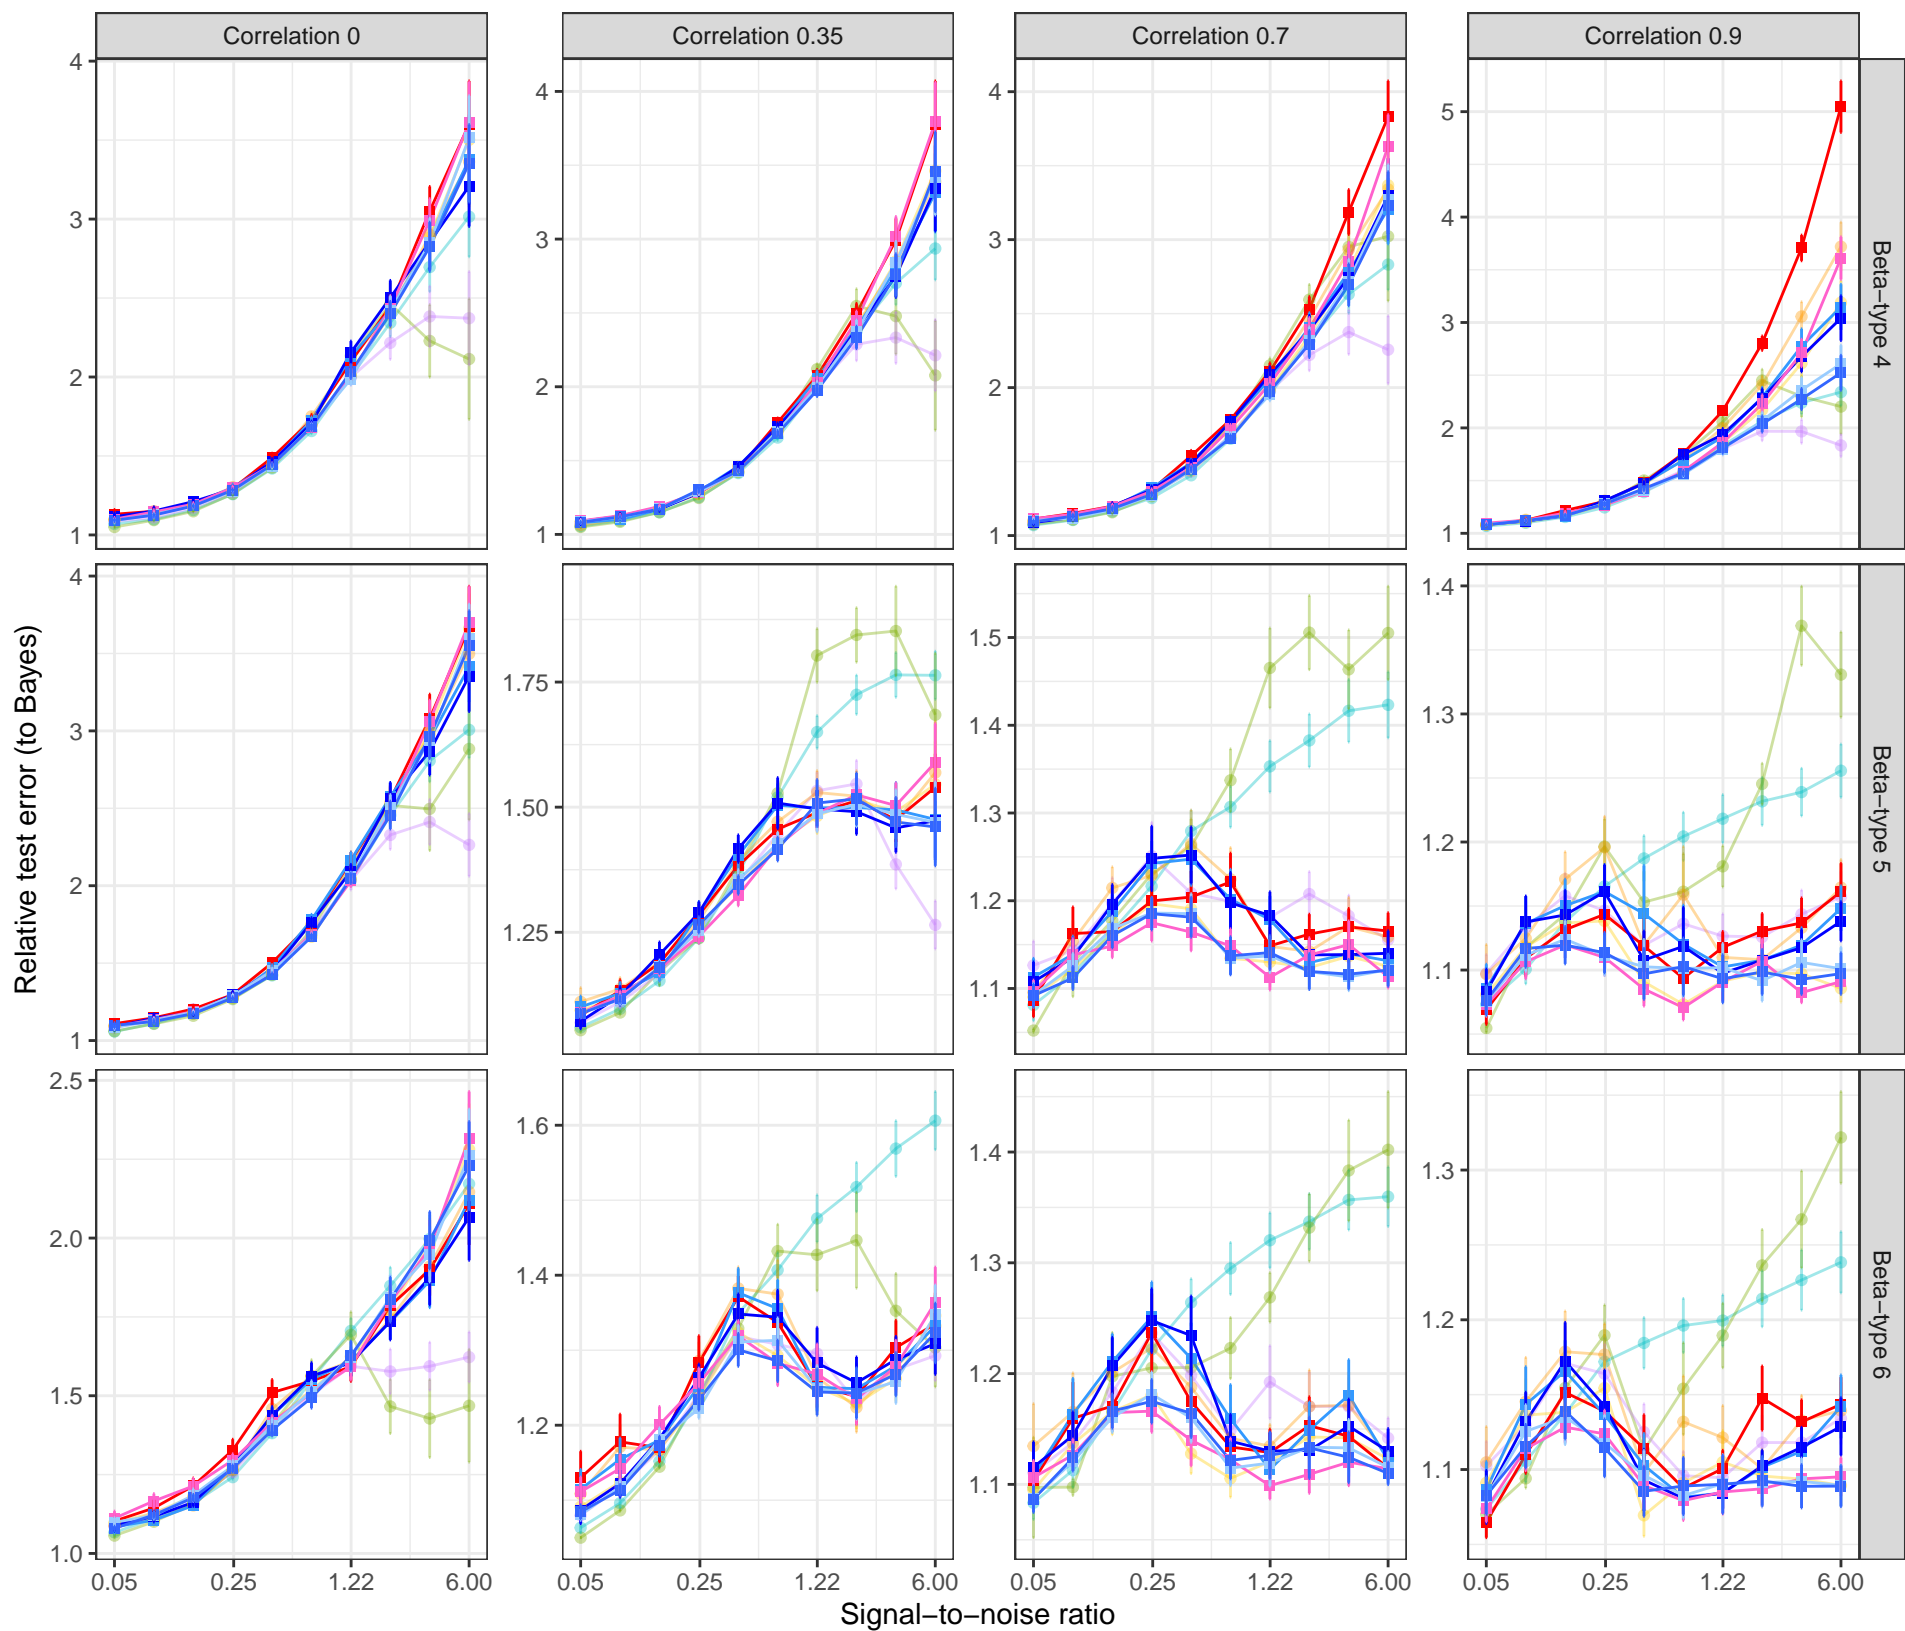 Correlation 0 Correlation 0.35 Correlation 0.7 Correlation 0.9
4 3 2 1
4 3 2 1
4 3 2 1
5 4 3 2 1
Beta−type 4
Relative test error (to Bayes)
4 3 2 1
1.75 1.50 1.25
1.5 1.4 1.3 1.2 1.1
1.4 1.3 1.2 1.1
Beta−type 5
2.5 2.0 1.5 1.0
1.6 1.4 1.2
1.4 1.3 1.2 1.1
1.3 1.2 1.1
Beta−type 6
0.05 0.25 1.22 6.00 0.05 0.25 1.22 6.00 0.05 0.25 1.22 6.00 0.05 0.25 1.22 6.00
Signal−to−noise ratio